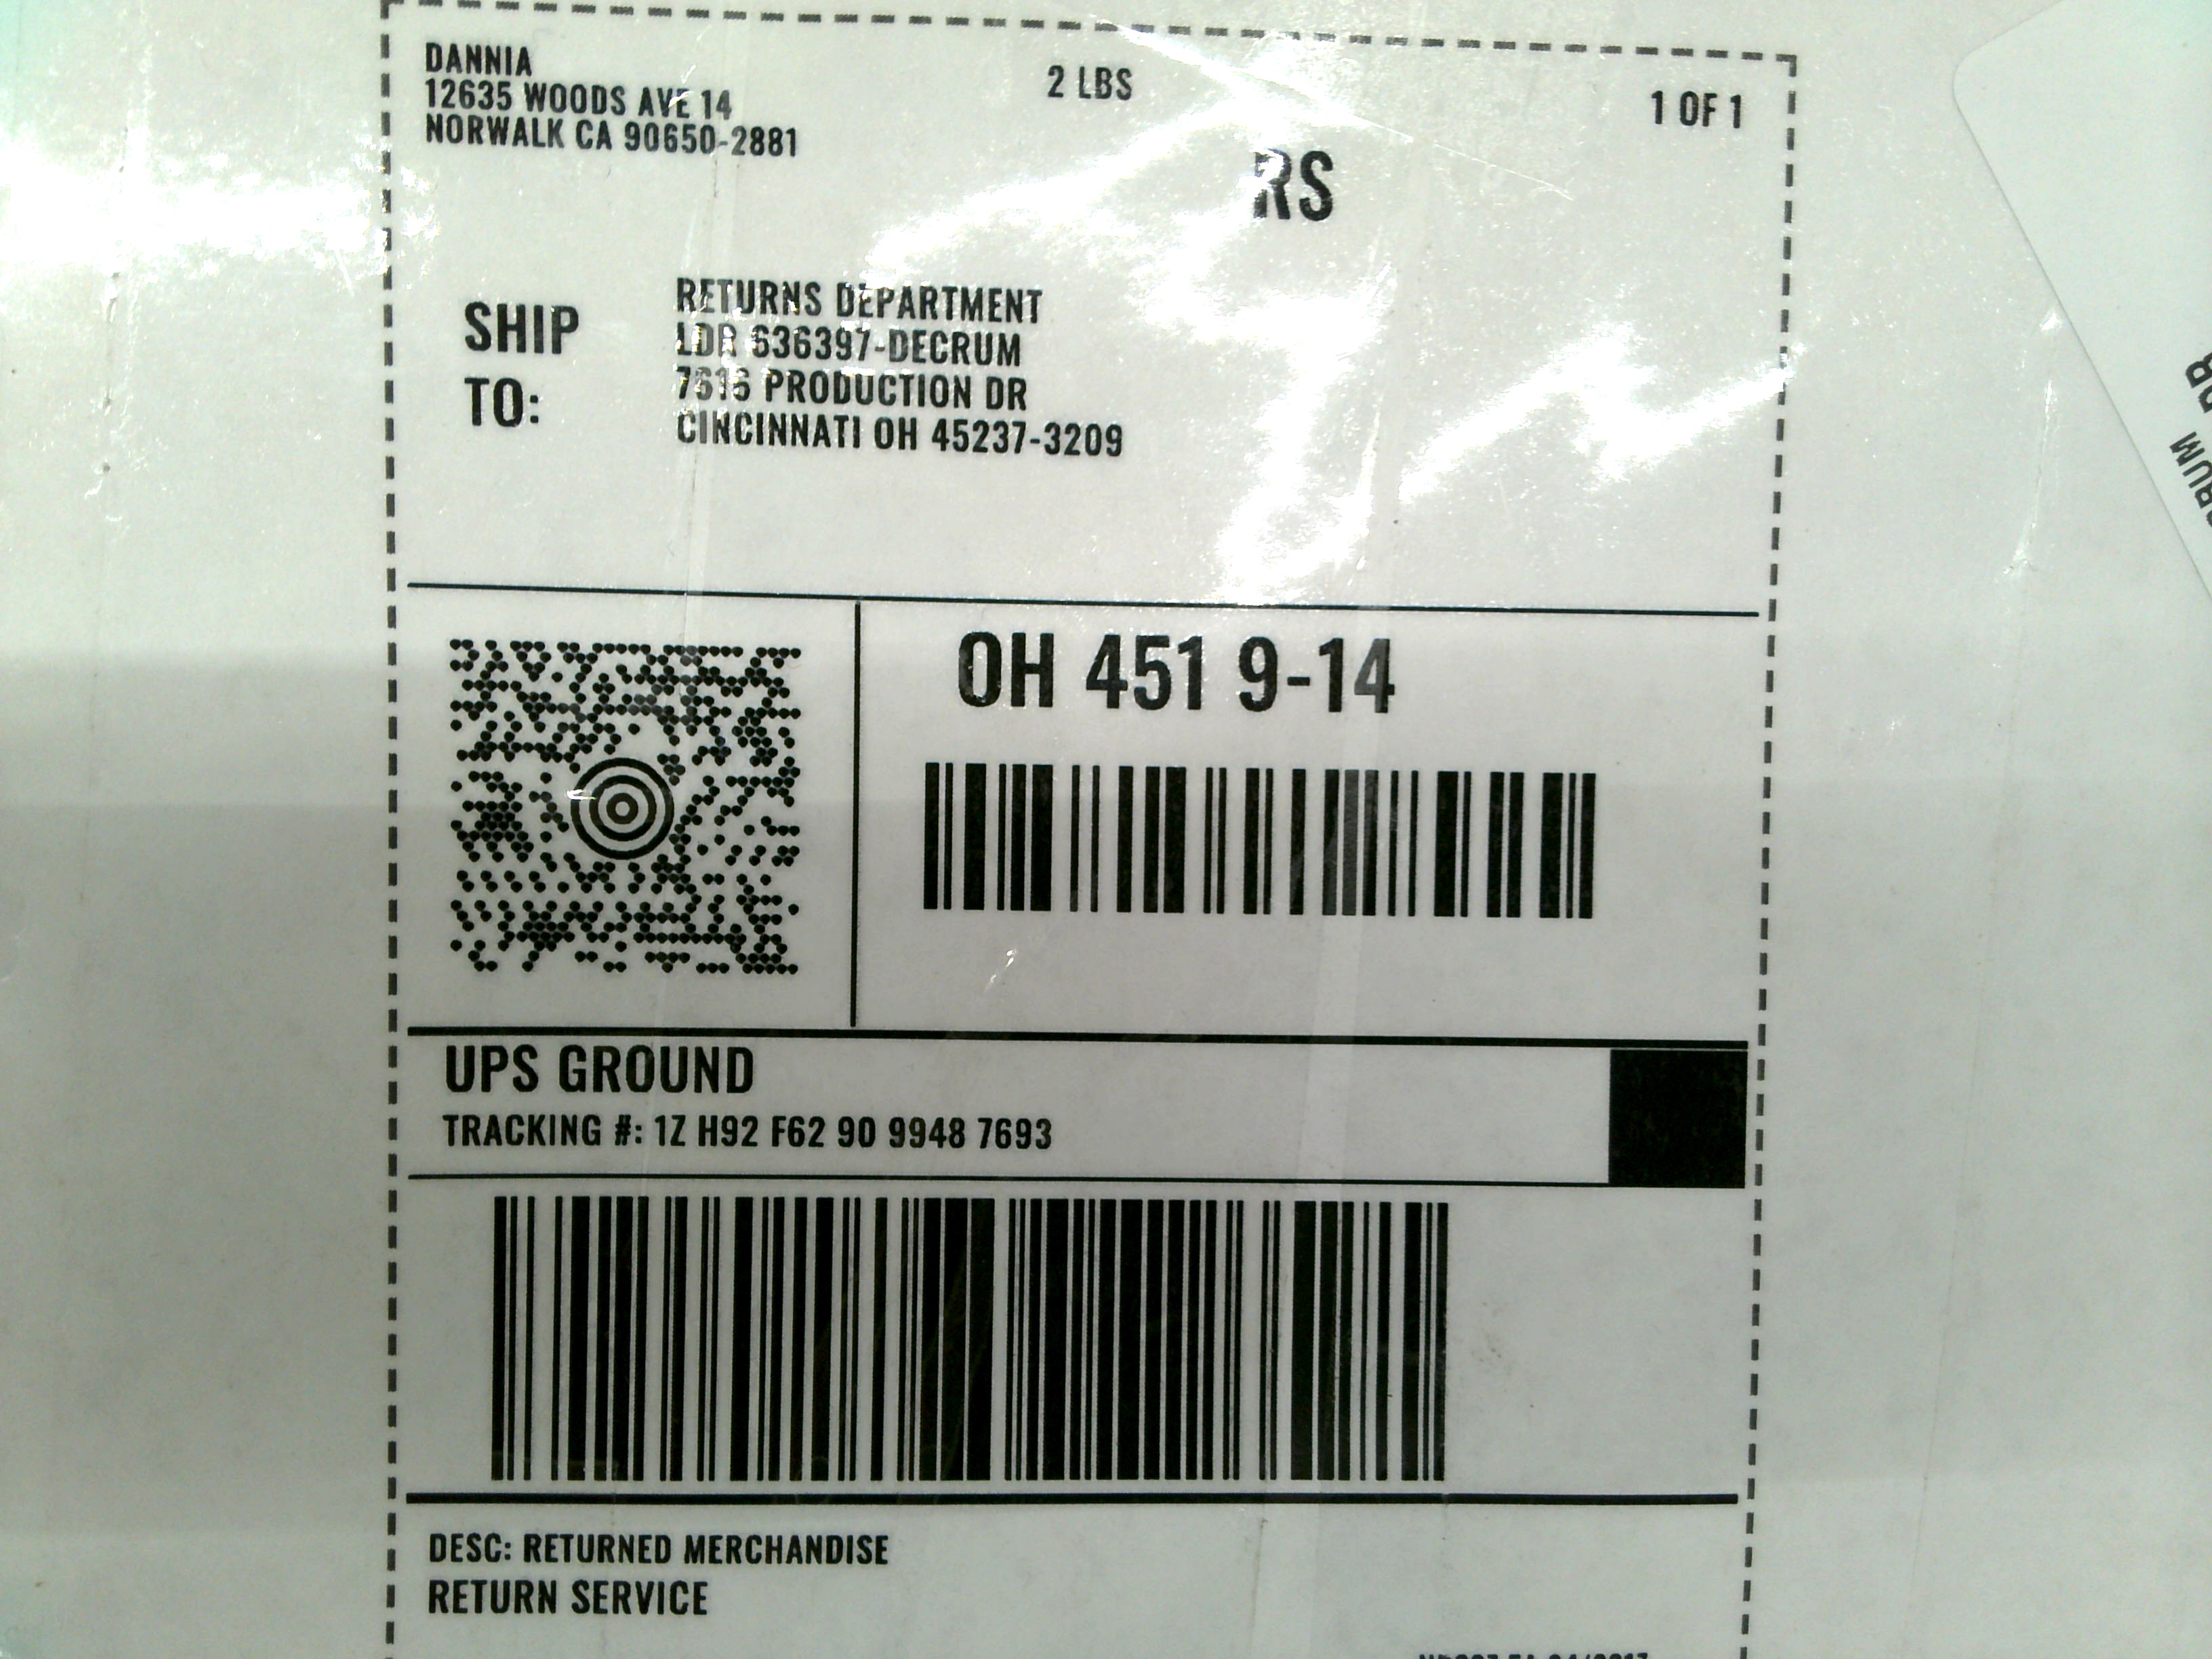 DANNIA
12635 WOODS AVE 14
NORWALK CA 90650-2881
2 LBS
1 OF 1
RS
SHIP TO:
RETURNS DEPARTMENT
LDR 636397-DECRUM
7616 PRODUCTION DR
CINCINNATI OH 45237-3209
OH 451 9-14
UPS GROUND
TRACKING #: 1Z H92 F62 90 9948 7693
DESC: RETURNED MERCHANDISE
RETURN SERVICE